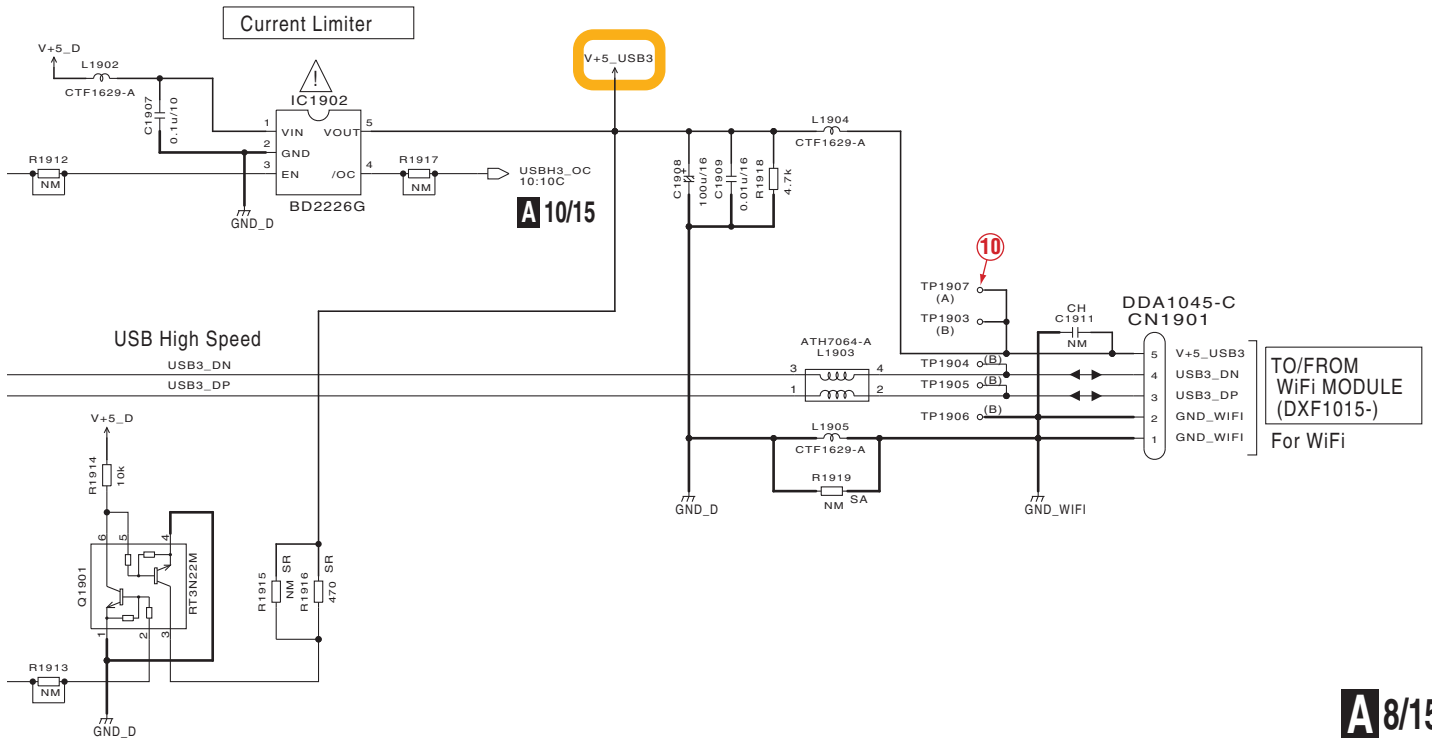 Current Limiter
V+5_D
L1902
CTF1629-A
C1907
0.1u/10
IC1902
1
VIN
VOUT
5
2
GND
3
EN
/OC
4
BD2226G
R1912
NM
GND_D
R1917
NM
USBH3_OC
10:10C
A 10/15
V+5_USB3
C1908
+
100u/16
C1909
0.01u/16
R1918
4.7k
L1904
CTF1629-A
10
TP1907
(A)
TP1903
(B)
TP1904 (B)
TP1905 (B)
TP1906 (B)
CH
C1911
NM
DDA1045-C
CN1901
5 V+5_USB3
4 USB3_DN
3 USB3_DP
2 GND_WIFI
1 GND_WIFI
TO/FROM
WiFi MODULE
(DXF1015-)
For WiFi
USB High Speed
USB3_DN
USB3_DP
ATH7064-A
L1903
3
4
1
2
L1905
CTF1629-A
R1919
NM SA
GND_D
GND_WIFI
V+5_D
R1914
10k
6
5
4
Q1901
RT3N22M
1
2
3
R1913
NM
GND_D
R1915
NM SR
R1916
470 SR
A 8/15